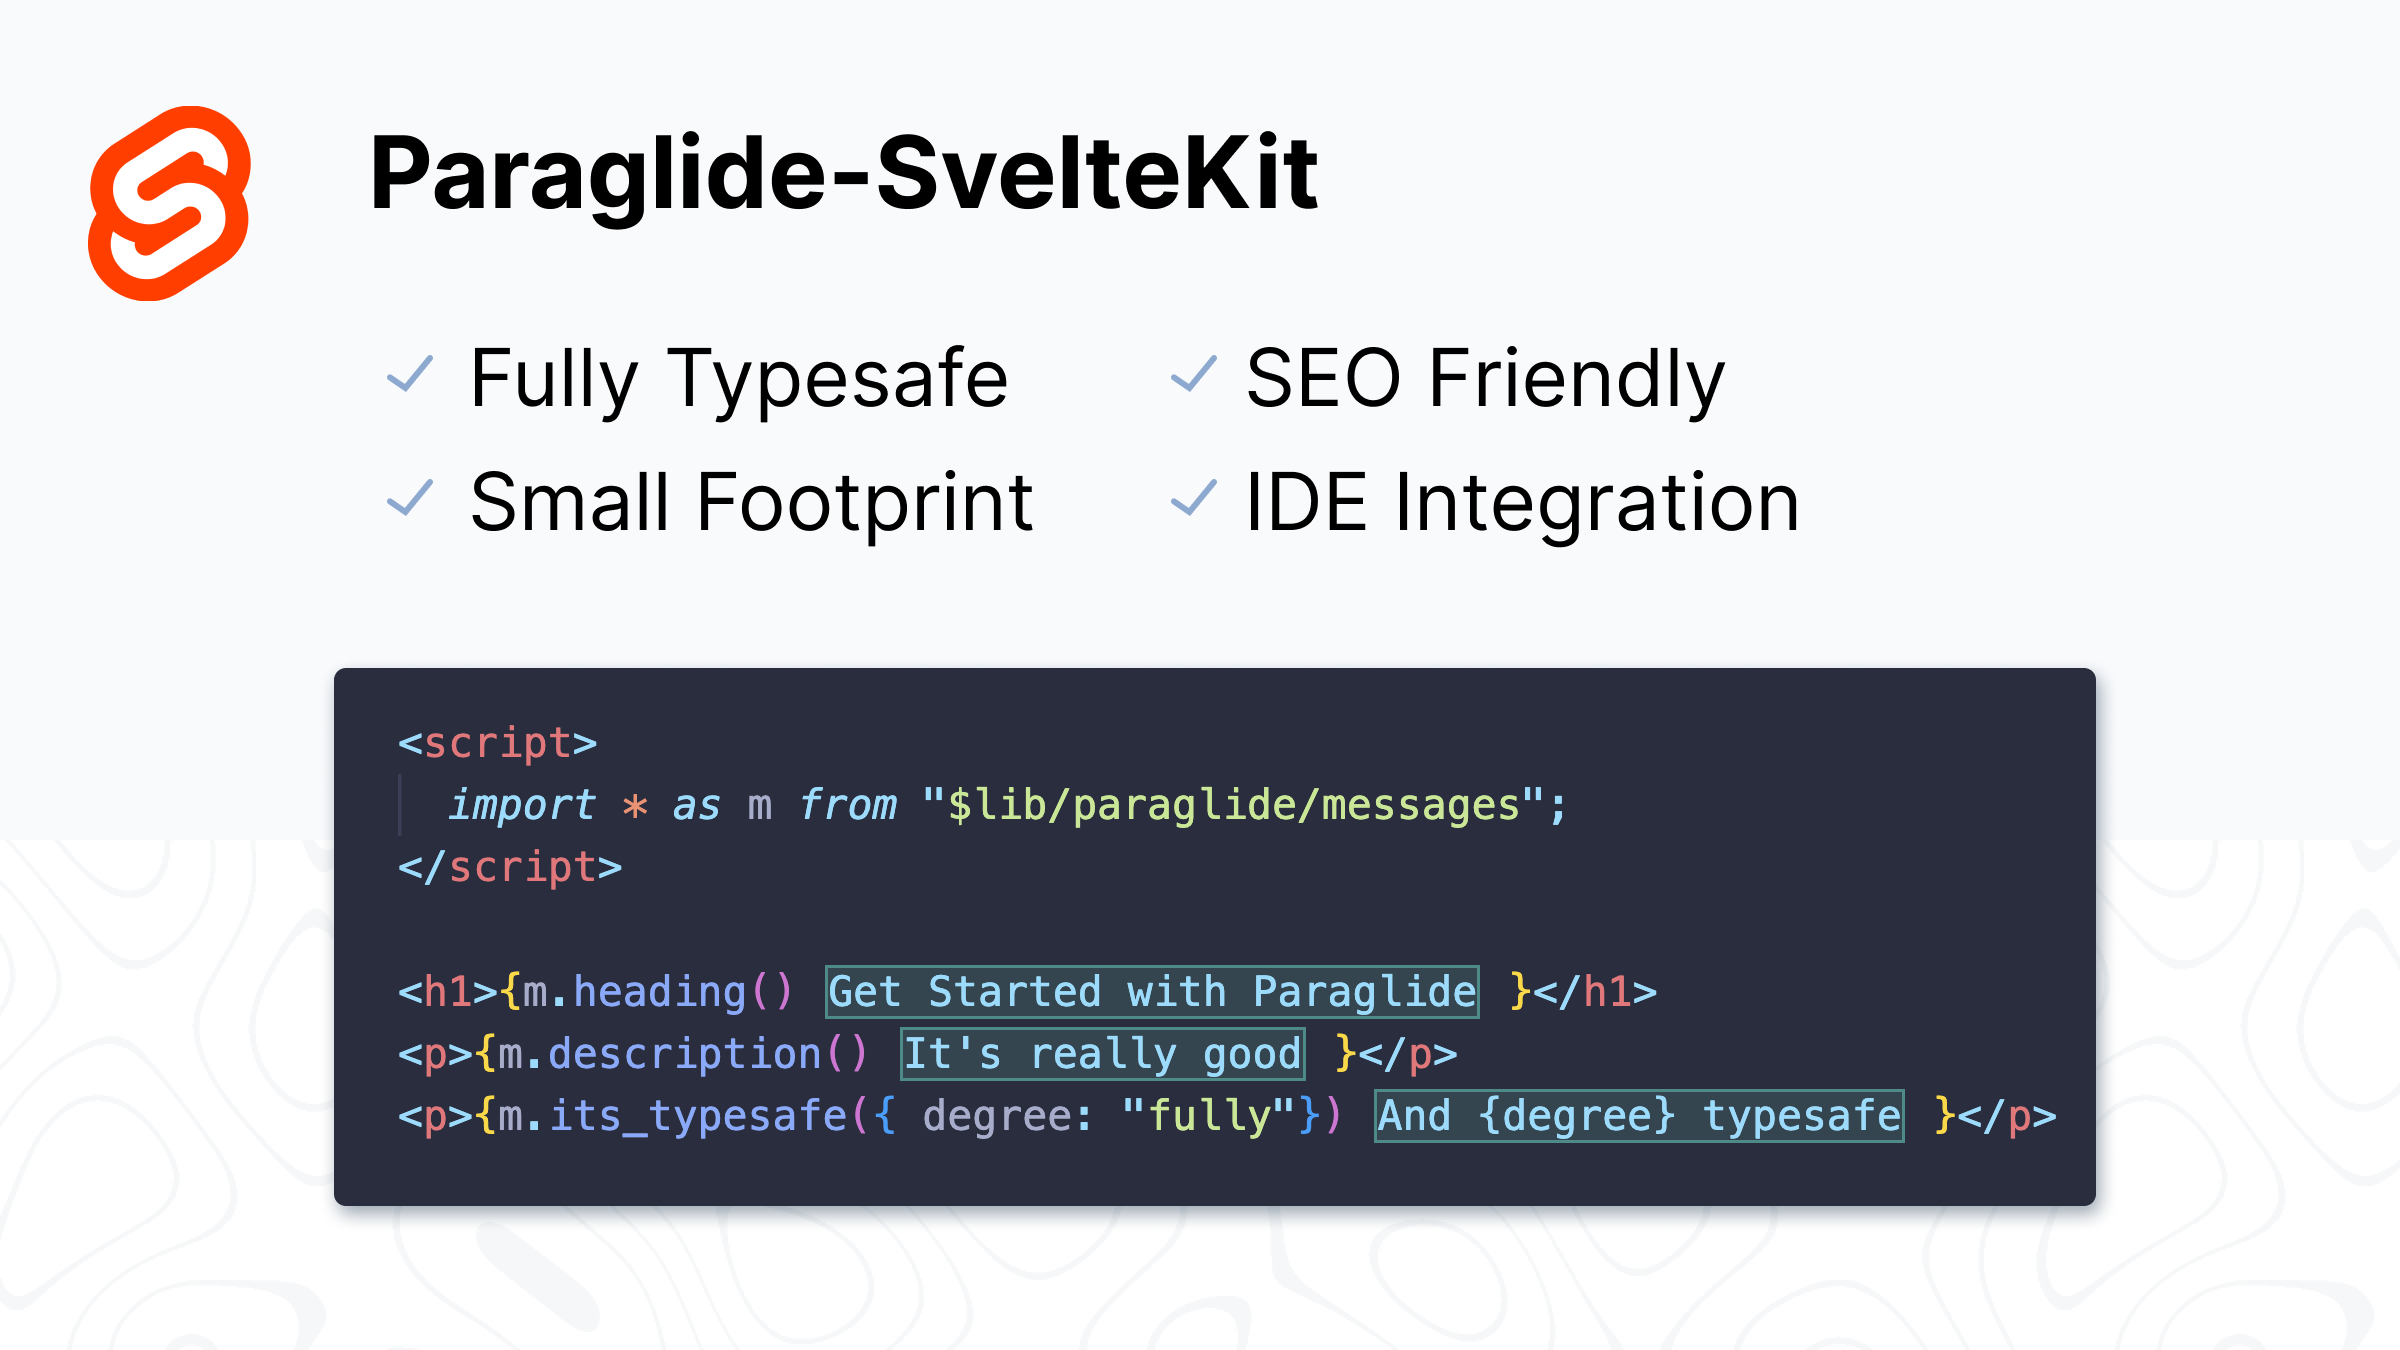 Paraglide-SvelteKit
Fully Typesafe
SEO Friendly
Small Footprint
IDE Integration
<script>
import * as m from "$lib/paraglide/messages";
</script>
<h1>{m.heading() Get Started with Paraglide }</h1>
<p>{m.description() It's really good }</p>
<p>{m.its_typesafe({ degree: "fully"}) And {degree} typesafe }</p>